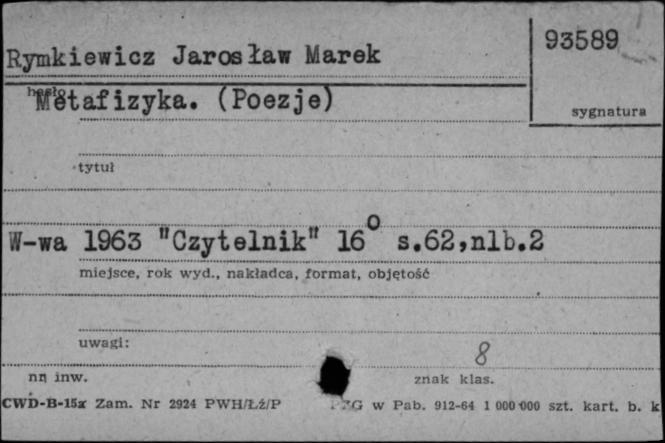 Rymkiewicz Jarosław Marek
93589
hasło
Metafizyka. (Poezje)
sygnatura
tytuł
W-wa 1963 "Czytelnik" 16° s.62,nlb.2
miejsce, rok wyd., nakładca, format, objętość
uwagi:
8
nr inw.
znak klas.
CWD-B-15a Zam. Nr 2924 PWH/Łź/P PZG w Pab. 912-64 1 000 000 szt. kart. b. k